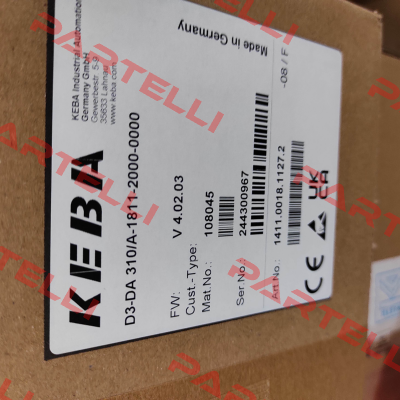 KEBA
KEBA Industrial Automation
Germany GmbH
Gewerbestr. 5-9
35633 Lahnau
www.keba.com
D3-DA 310/A-1811-2000-0000
FW: V 4.02.03
Cust.-Type:
Mat.No.: 108045
Ser No.: 244300967
Art.No.: 1411.0018.1127.2
-08 / F
Made in Germany
CE
UK
CA
PARTELLI
PARTELLI
PARTELLI